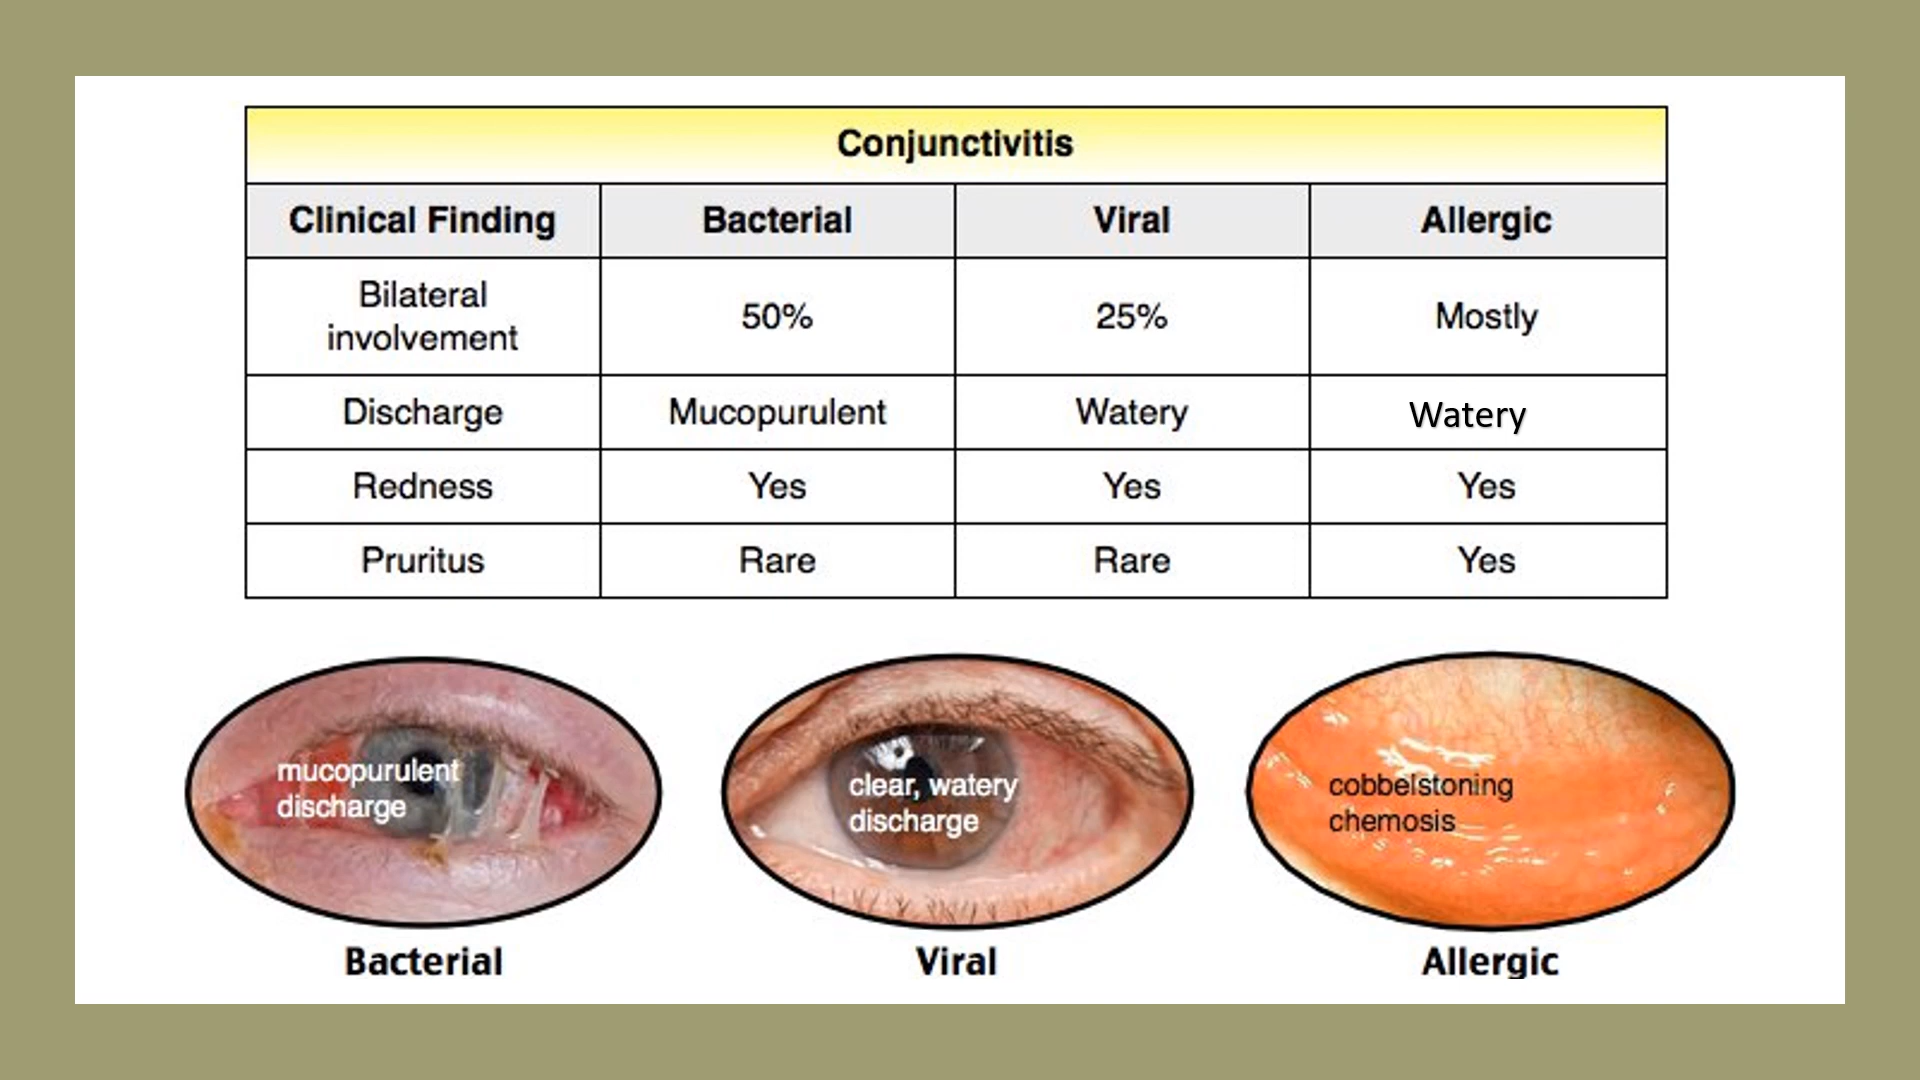 Conjunctivitis
Clinical Finding Bacterial Viral Allergic
Bilateral involvement 50% 25% Mostly
Discharge Mucopurulent Watery Watery
Redness Yes Yes Yes
Pruritus Rare Rare Yes
mucopurulent
discharge
clear, watery
discharge
cobbelstoning
chemosis
Bacterial Viral Allergic